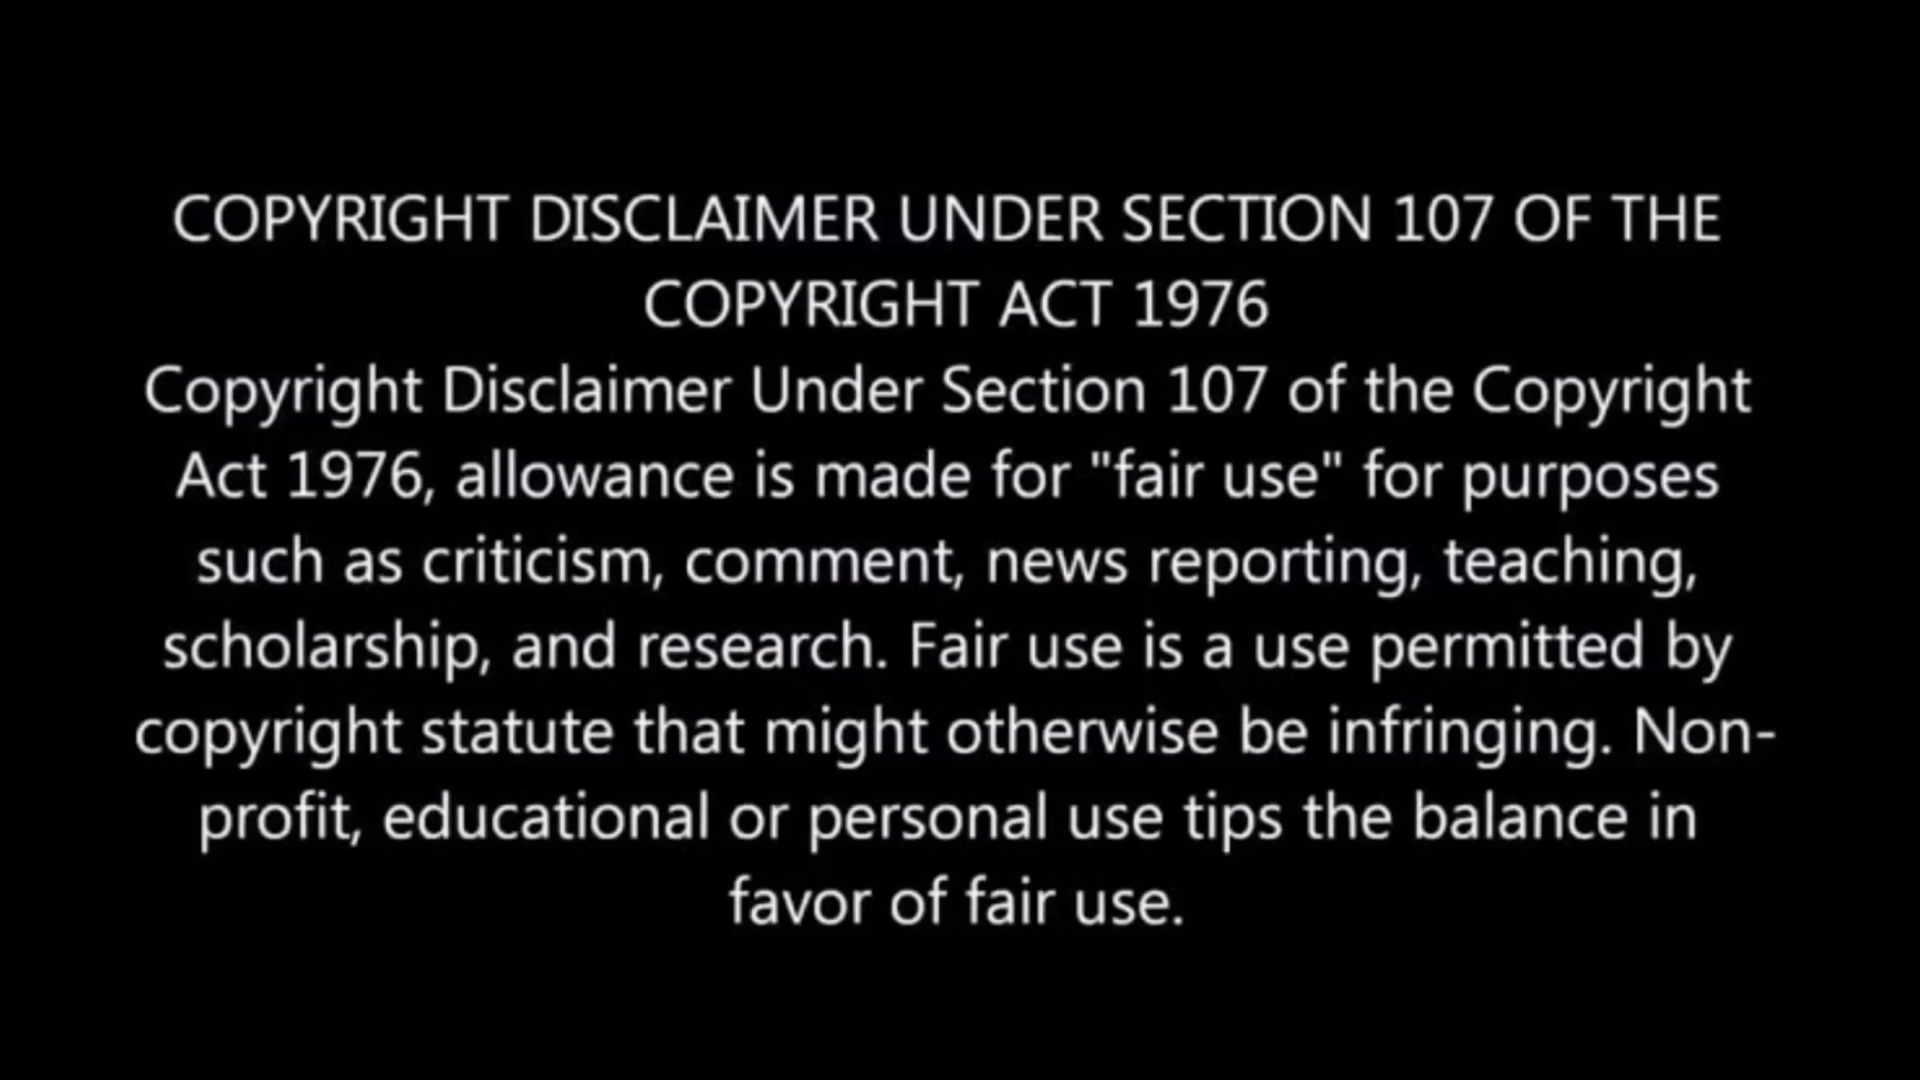 COPYRIGHT DISCLAIMER UNDER SECTION 107 OF THE
COPYRIGHT ACT 1976
Copyright Disclaimer Under Section 107 of the Copyright
Act 1976, allowance is made for "fair use" for purposes
such as criticism, comment, news reporting, teaching,
scholarship, and research. Fair use is a use permitted by
copyright statute that might otherwise be infringing. Non-
profit, educational or personal use tips the balance in
favor of fair use.